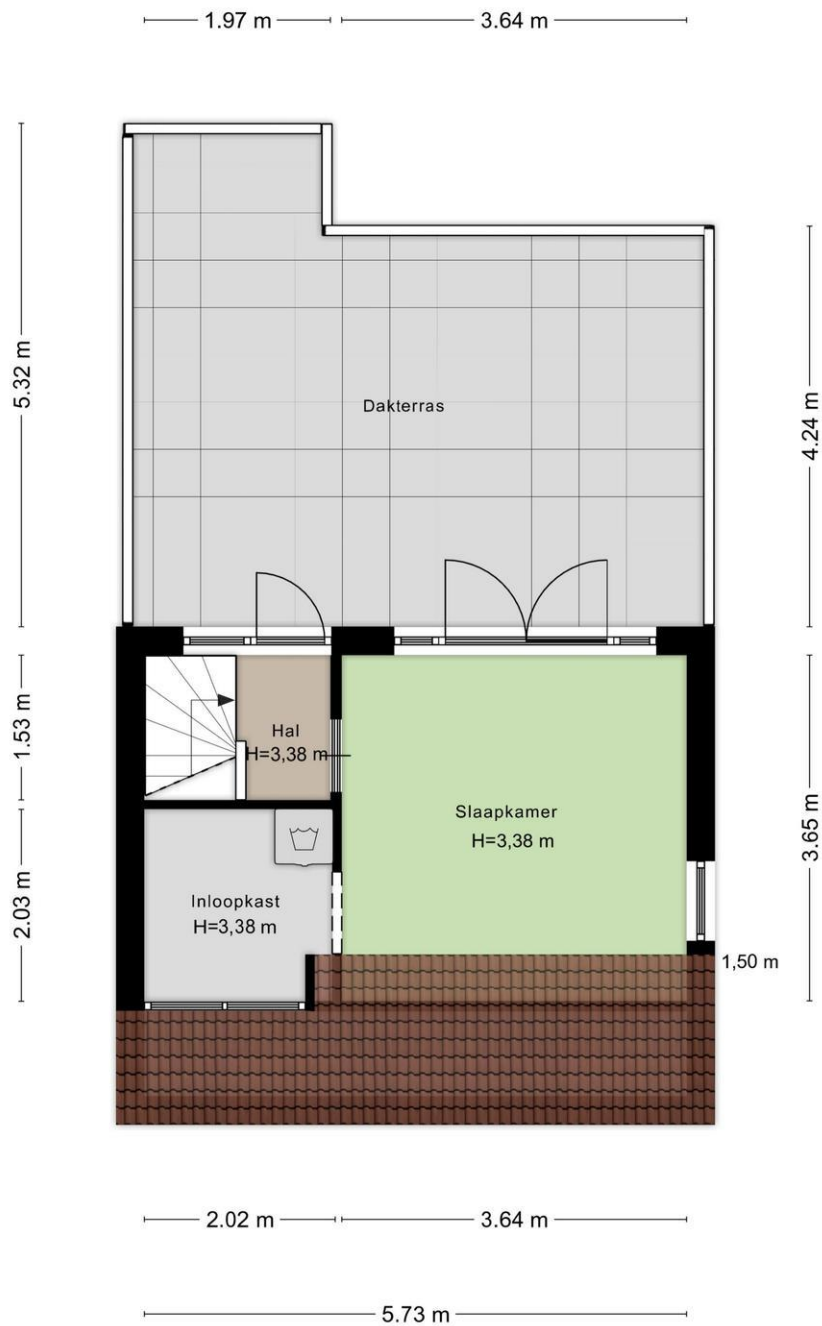 1.97 m
3.64 m
5.32 m
4.24 m
Dakterras
1.53 m
Hal
H=3,38 m
Slaapkamer
H=3,38 m
3.65 m
2.03 m
Inloopkast
H=3,38 m
1,50 m
2.02 m
3.64 m
5.73 m